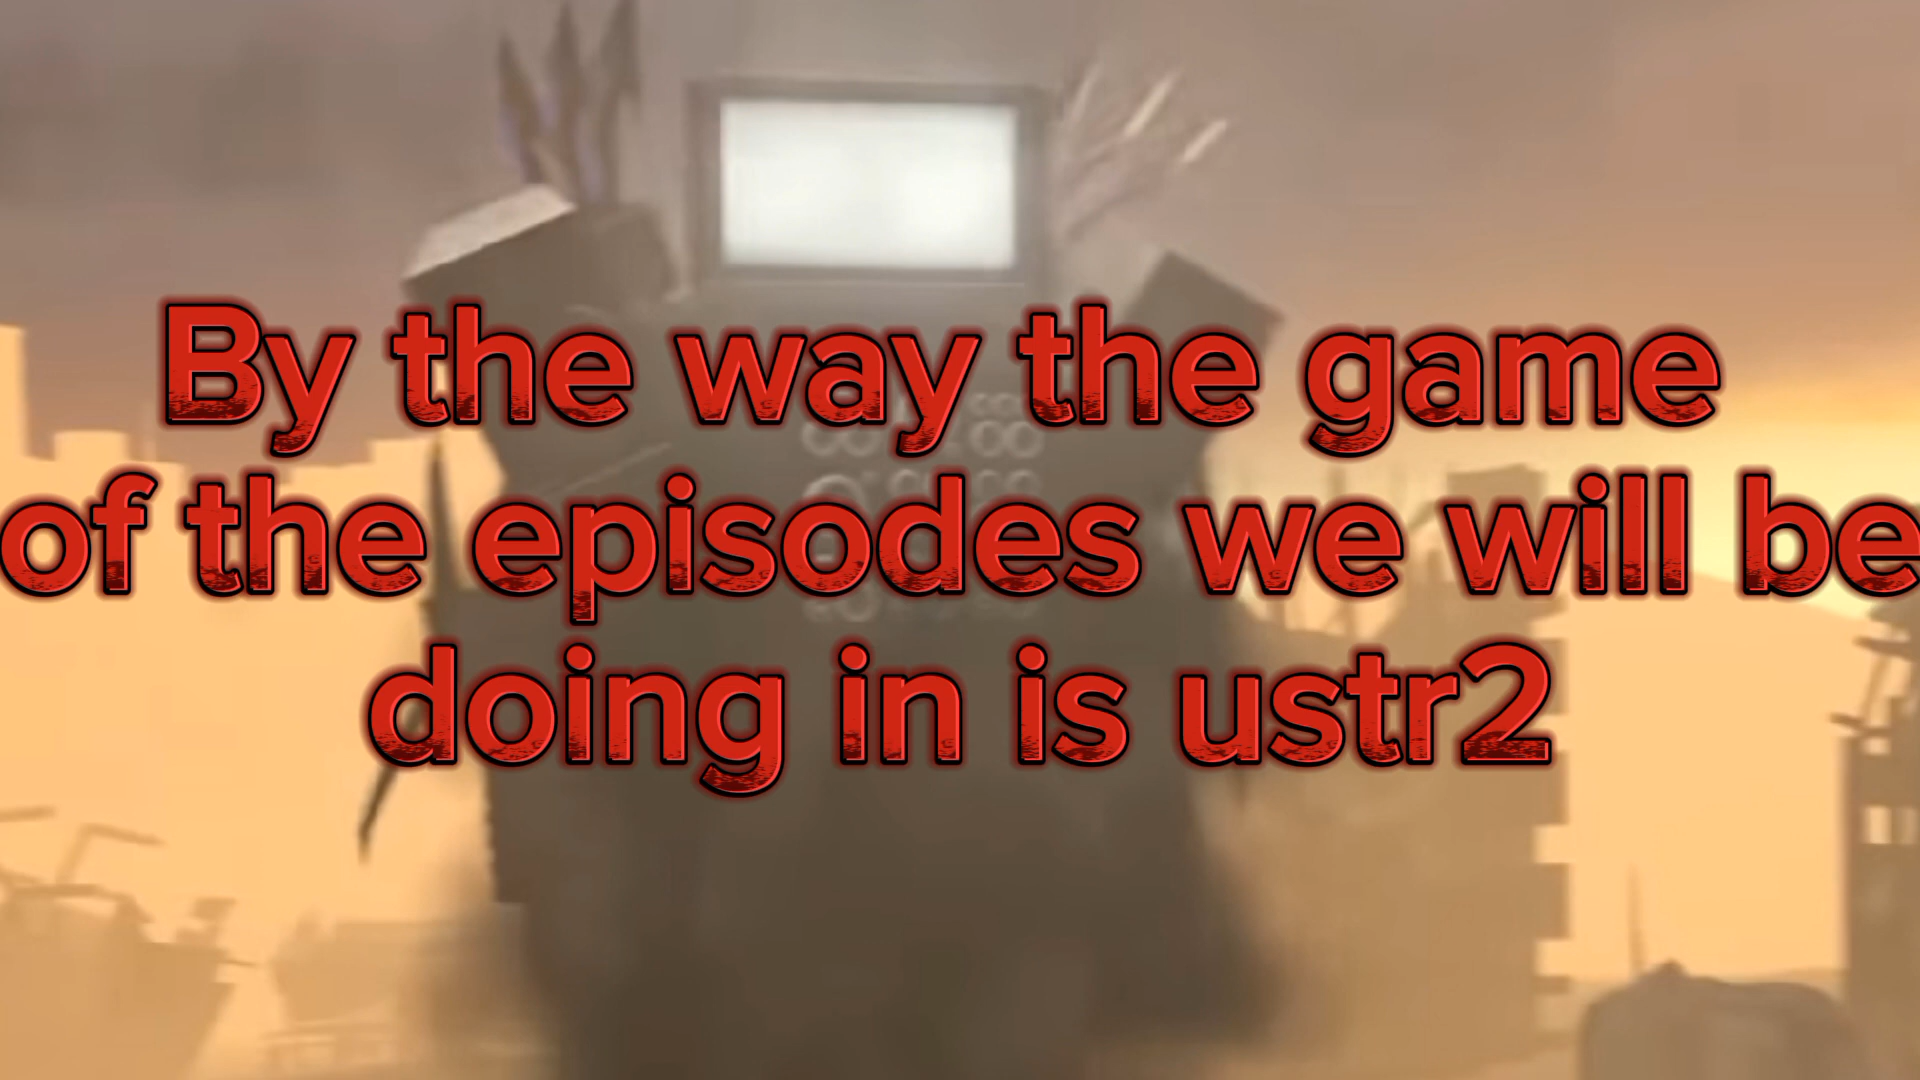 By the way the game
of the episodes we will be
doing in is ustr2